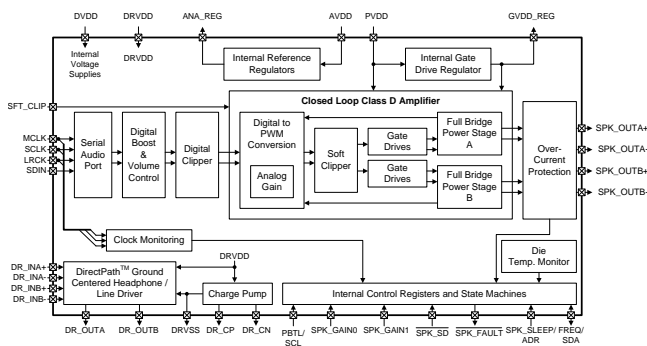 DVDD DRVDD ANA_REG AVDD PVDD GVDD_REG
Internal Voltage Supplies
DRVDD
Internal Reference Regulators
Internal Gate Drive Regulator
SFT_CLIP
MCLK
SCLK
LRCK
SDIN
Serial Audio Port
Digital Boost & Volume Control
Digital Clipper
Closed Loop Class D Amplifier
Digital to PWM Conversion
Analog Gain
Soft Clipper
Gate Drives
Gate Drives
Full Bridge Power Stage A
Full Bridge Power Stage B
Over-Current Protection
SPK_OUTA+
SPK_OUTA-
SPK_OUTB+
SPK_OUTB-
Clock Monitoring
Die Temp. Monitor
DR_INA+
DR_INA-
DR_INB+
DR_INB-
DirectPath™ Ground Centered Headphone / Line Driver
DRVDD
Charge Pump
Internal Control Registers and State Machines
DR_OUTA DR_OUTB DRVSS DR_CP DR_CN PBTL/SCL SPK_GAIN0 SPK_GAIN1 SPK_SD SPK_FAULT SPK_SLEEP/ADR FREQ/SDA